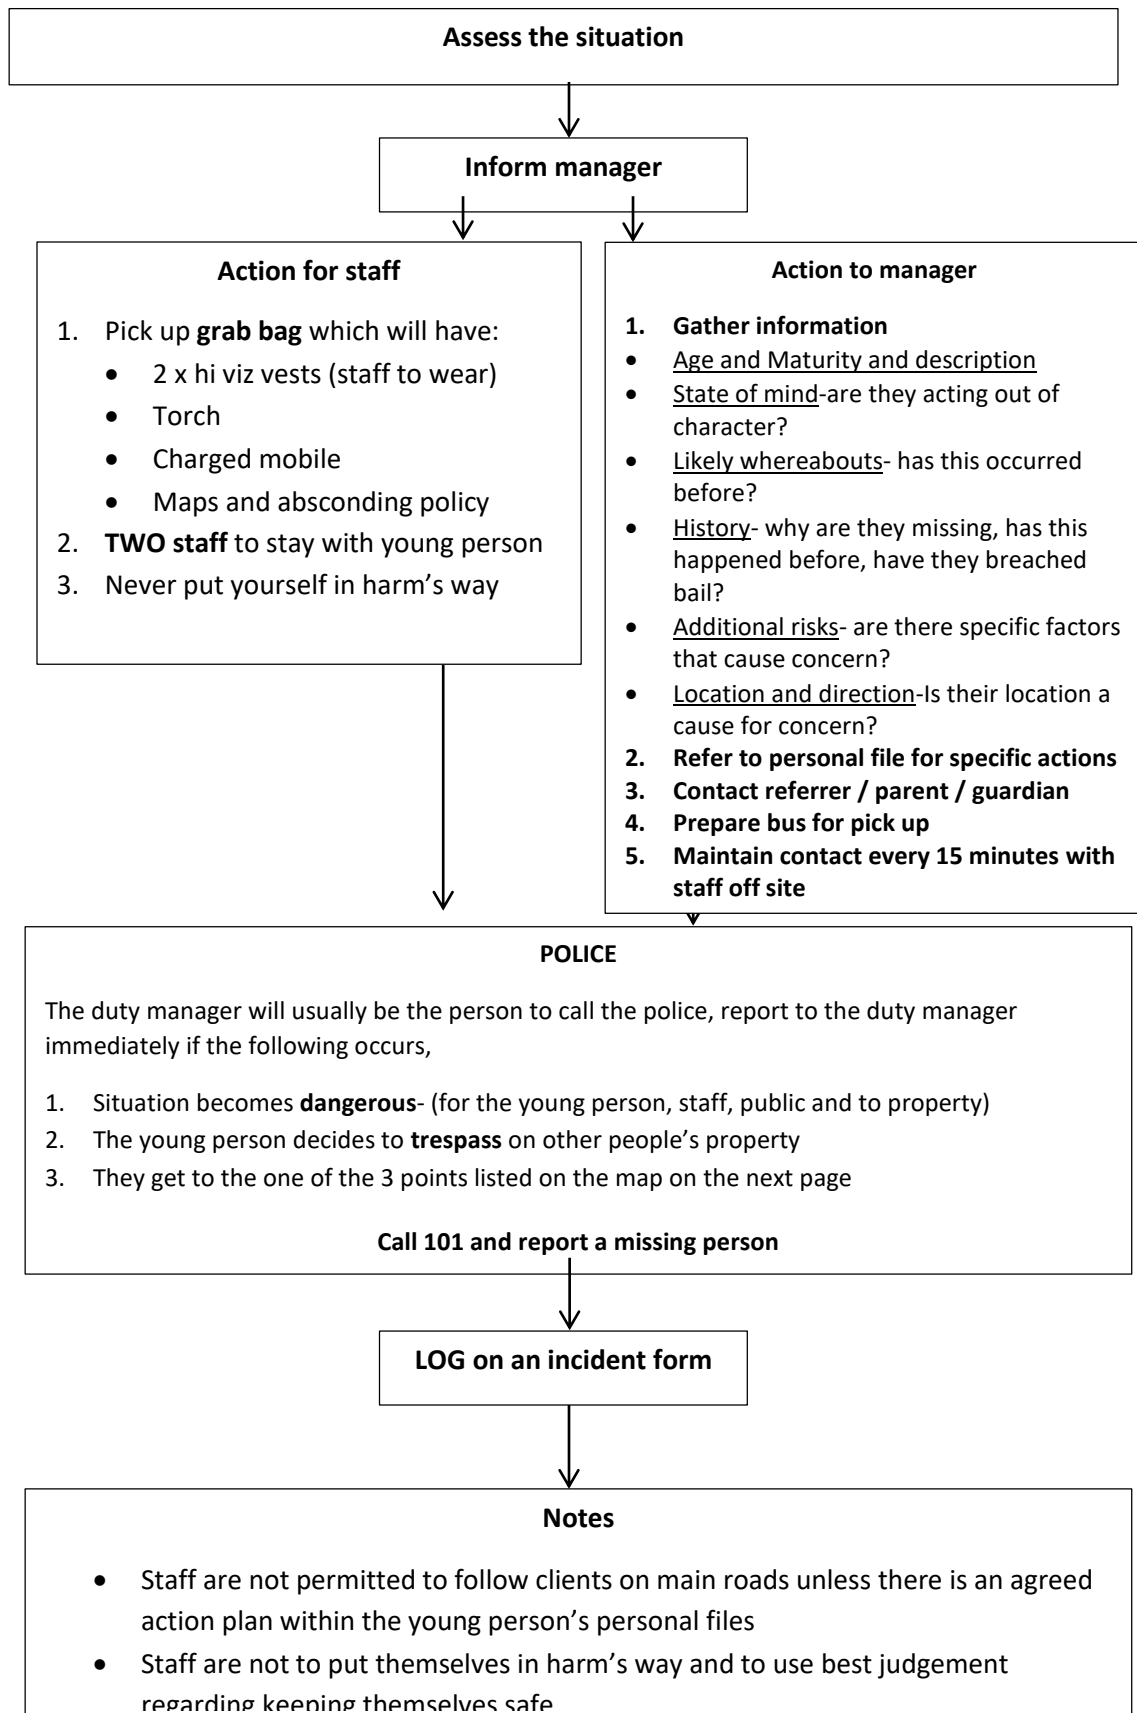 Assess the situation
Inform manager
Action for staff
1. Pick up grab bag which will have:
• 2 x hi viz vests (staff to wear)
• Torch
• Charged mobile
• Maps and absconding policy
2. TWO staff to stay with young person
3. Never put yourself in harm’s way
Action to manager
1. Gather information
• Age and Maturity and description
• State of mind-are they acting out of
character?
• Likely whereabouts- has this occurred
before?
• History- why are they missing, has this
happened before, have they breached
bail?
• Additional risks- are there specific factors
that cause concern?
• Location and direction-Is their location a
cause for concern?
2. Refer to personal file for specific actions
3. Contact referrer / parent / guardian
4. Prepare bus for pick up
5. Maintain contact every 15 minutes with
staff off site
POLICE
The duty manager will usually be the person to call the police, report to the duty manager
immediately if the following occurs,
1. Situation becomes dangerous- (for the young person, staff, public and to property)
2. The young person decides to trespass on other people’s property
3. They get to the one of the 3 points listed on the map on the next page
Call 101 and report a missing person
LOG on an incident form
Notes
• Staff are not permitted to follow clients on main roads unless there is an agreed
action plan within the young person’s personal files
• Staff are not to put themselves in harm’s way and to use best judgement
regarding keeping themselves safe